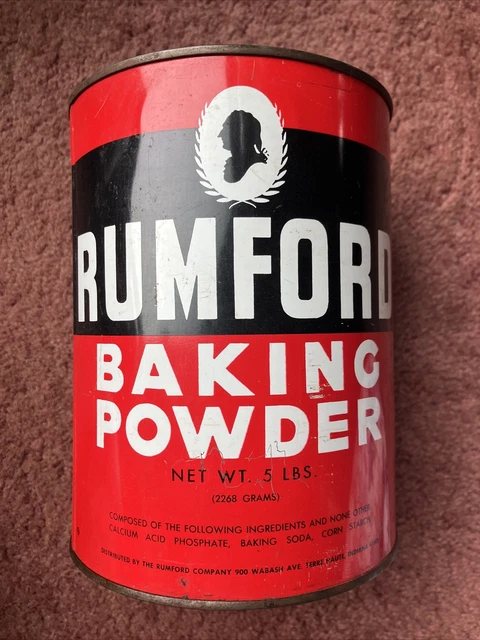 RUMFORD
BAKING
POWDER
NET WT. 5 LBS.
(2268 GRAMS)
COMPOSED OF THE FOLLOWING INGREDIENTS AND NONE OTHER
CALCIUM ACID PHOSPHATE, BAKING SODA, CORN STARCH
DISTRIBUTED BY THE RUMFORD COMPANY 900 WABASH AVE. TERRE HAUTE, INDIANA